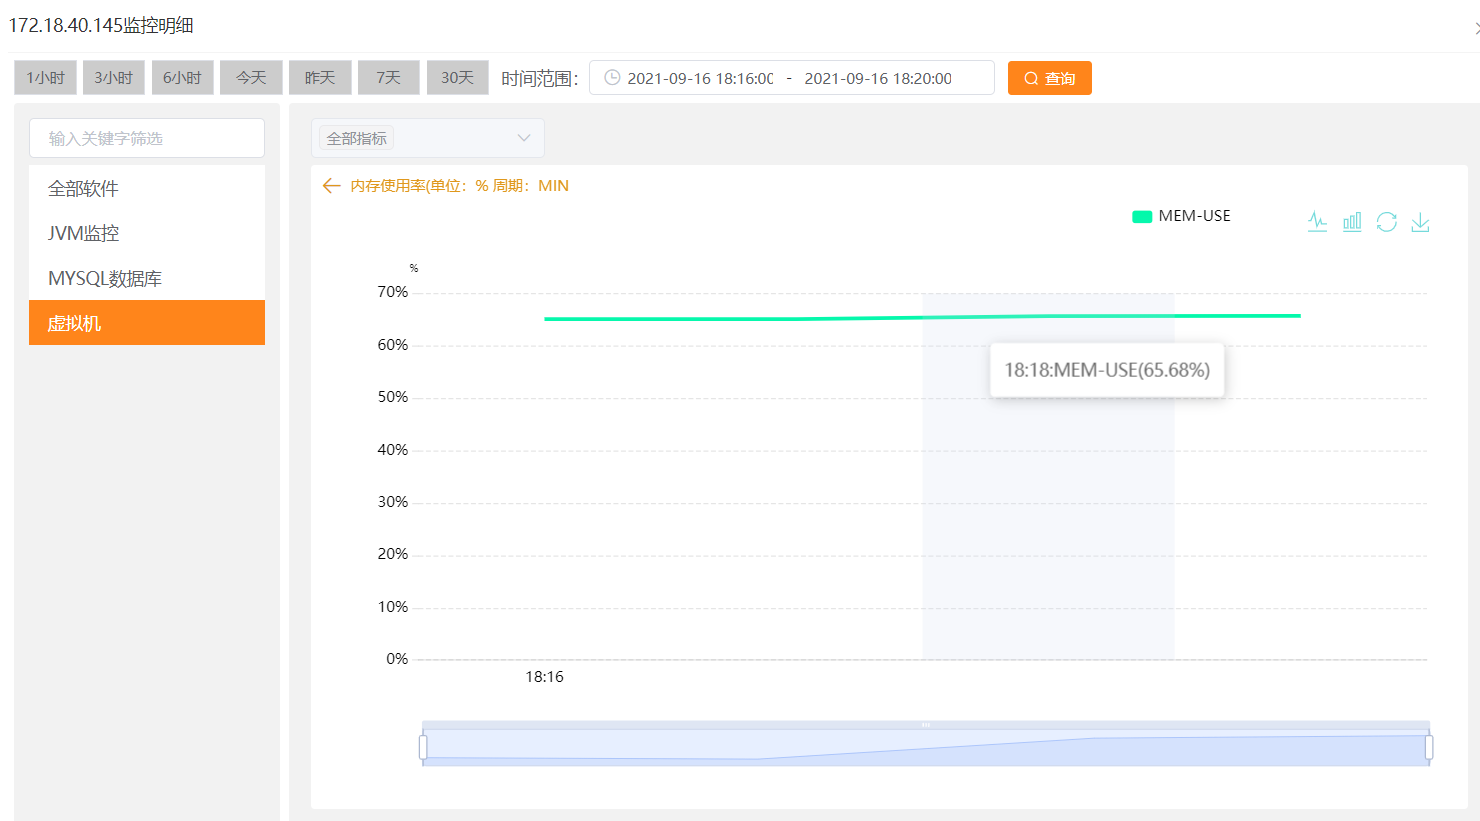 172.18.40.145监控明细
1小时 3小时 6小时 今天 昨天 7天 30天 时间范围： 2021-09-16 18:16:00 - 2021-09-16 18:20:00 查询
输入关键字筛选
全部软件
JVM监控
MYSQL数据库
虚拟机
全部指标
内存使用率(单位：% 周期：MIN
MEM-USE
%
70%
60%
18:18:MEM-USE(65.68%)
50%
40%
30%
20%
10%
0%
18:16